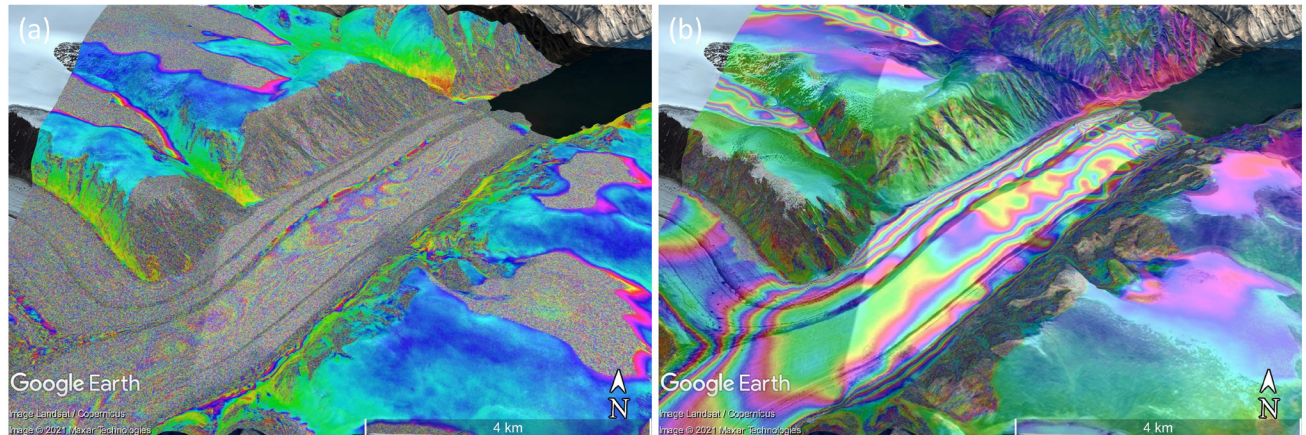 (a)
(b)
Google Earth
Image Landsat / Copernicus
Image © 2021 Maxar Technologies
4 km
N
Google Earth
Image Landsat / Copernicus
Image © 2021 Maxar Technologies
4 km
N